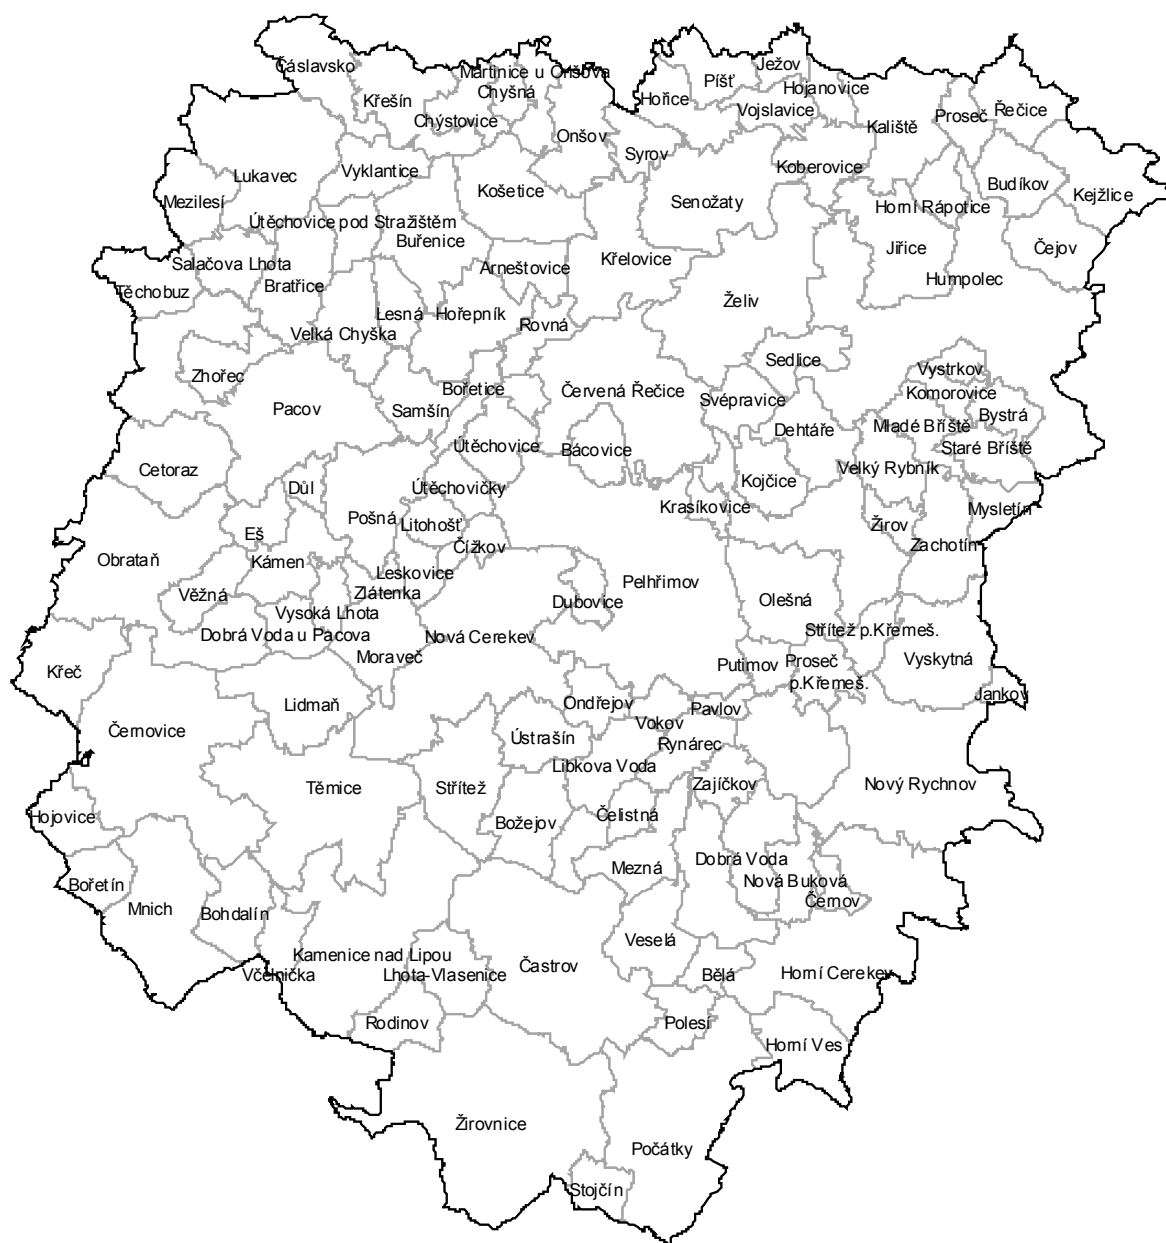 Čáslavsko
Křešín
Martinice u Onšova
Chyšná
Chýstovice
Onšov
Hořice
Píšť
Ježov
Hojanovice
Vojslavice
Kaliště
Proseč
Řečice
Lukavec
Vyklantice
Syrov
Koberovice
Košetice
Senožaty
Mezilesí
Budíkov
Kejžlice
Horní Rápotice
Útěchovice pod Stražištěm
Buřenice
Křelovice
Jiřice
Čejov
Salačova Lhota
Arneštovice
Humpolec
Těchobuz
Bratřice
Želiv
Lesná
Hořepník
Rovná
Velká Chyška
Sedlice
Vystrkov
Zhořec
Bořetice
Červená Řečice
Svépravice
Komorovice
Pacov
Samšín
Bystrá
Dehtáře
Mladé Bříště
Útěchovice
Bácovice
Staré Bříště
Cetoraz
Velký Rybník
Důl
Útěchovičky
Kojčice
Krasíkovice
Mysletín
Pošná
Litohošť
Žirov
Eš
Čížkov
Zachotín
Obrataň
Kámen
Leskovice
Pelhřimov
Věžná
Zlátenka
Dubovice
Olešná
Vysoká Lhota
Dobrá Voda u Pacova
Nová Cerekev
Střítež p.Křemeš.
Moraveč
Křeč
Putimov
Proseč
p.Křemeš.
Vyskytná
Jankov
Lidmaň
Ondřejov
Pavlov
Vokov
Černovice
Ústrašín
Rynárec
Libkova Voda
Těmice
Střítež
Zajíčkov
Nový Rychnov
Hojovice
Božejov
Čelistná
Mezná
Dobrá Voda
Bořetín
Nová Buková
Mnich
Bohdalín
Černov
Veselá
Kamenice nad Lipou
Včelnička
Lhota-Vlasenice
Častrov
Bělá
Horní Cerekev
Rodinov
Polesí
Horní Ves
Žirovnice
Počátky
Stojčín